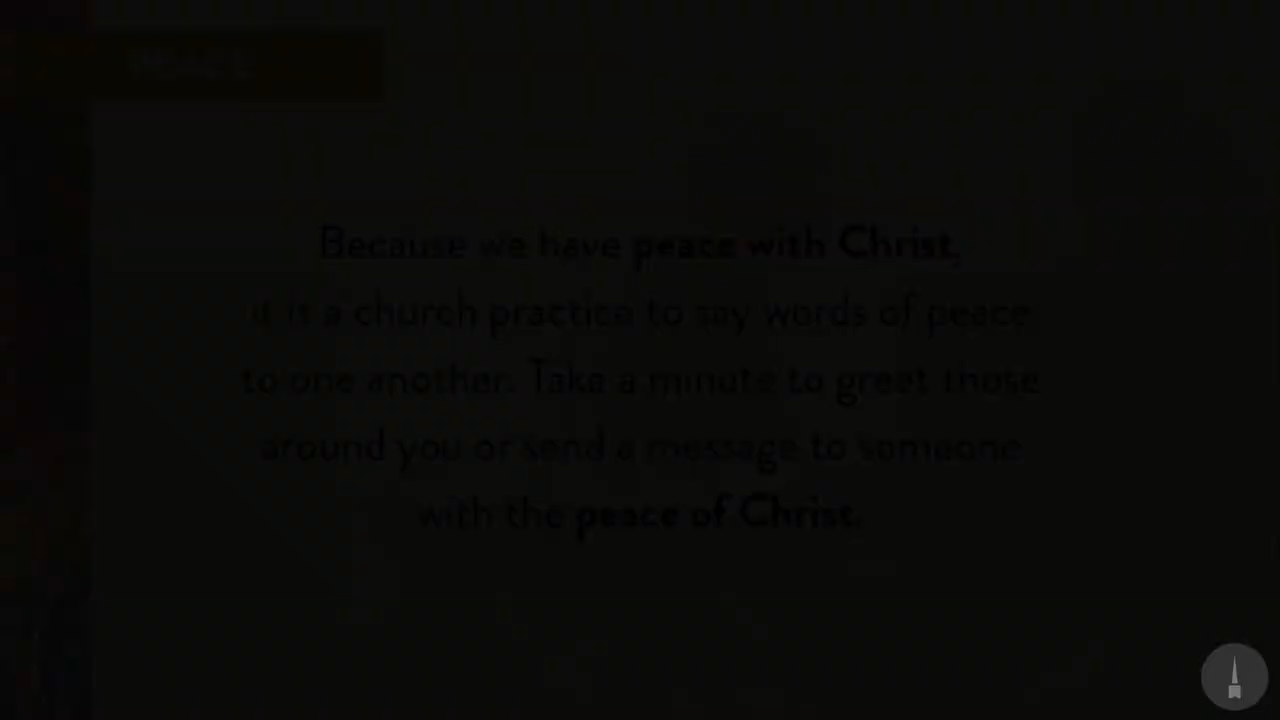 PEACE
Because we have peace with Christ,
it is a church practice to say words of peace
to one another. Take a minute to greet those
around you or send a message to someone
with the peace of Christ.